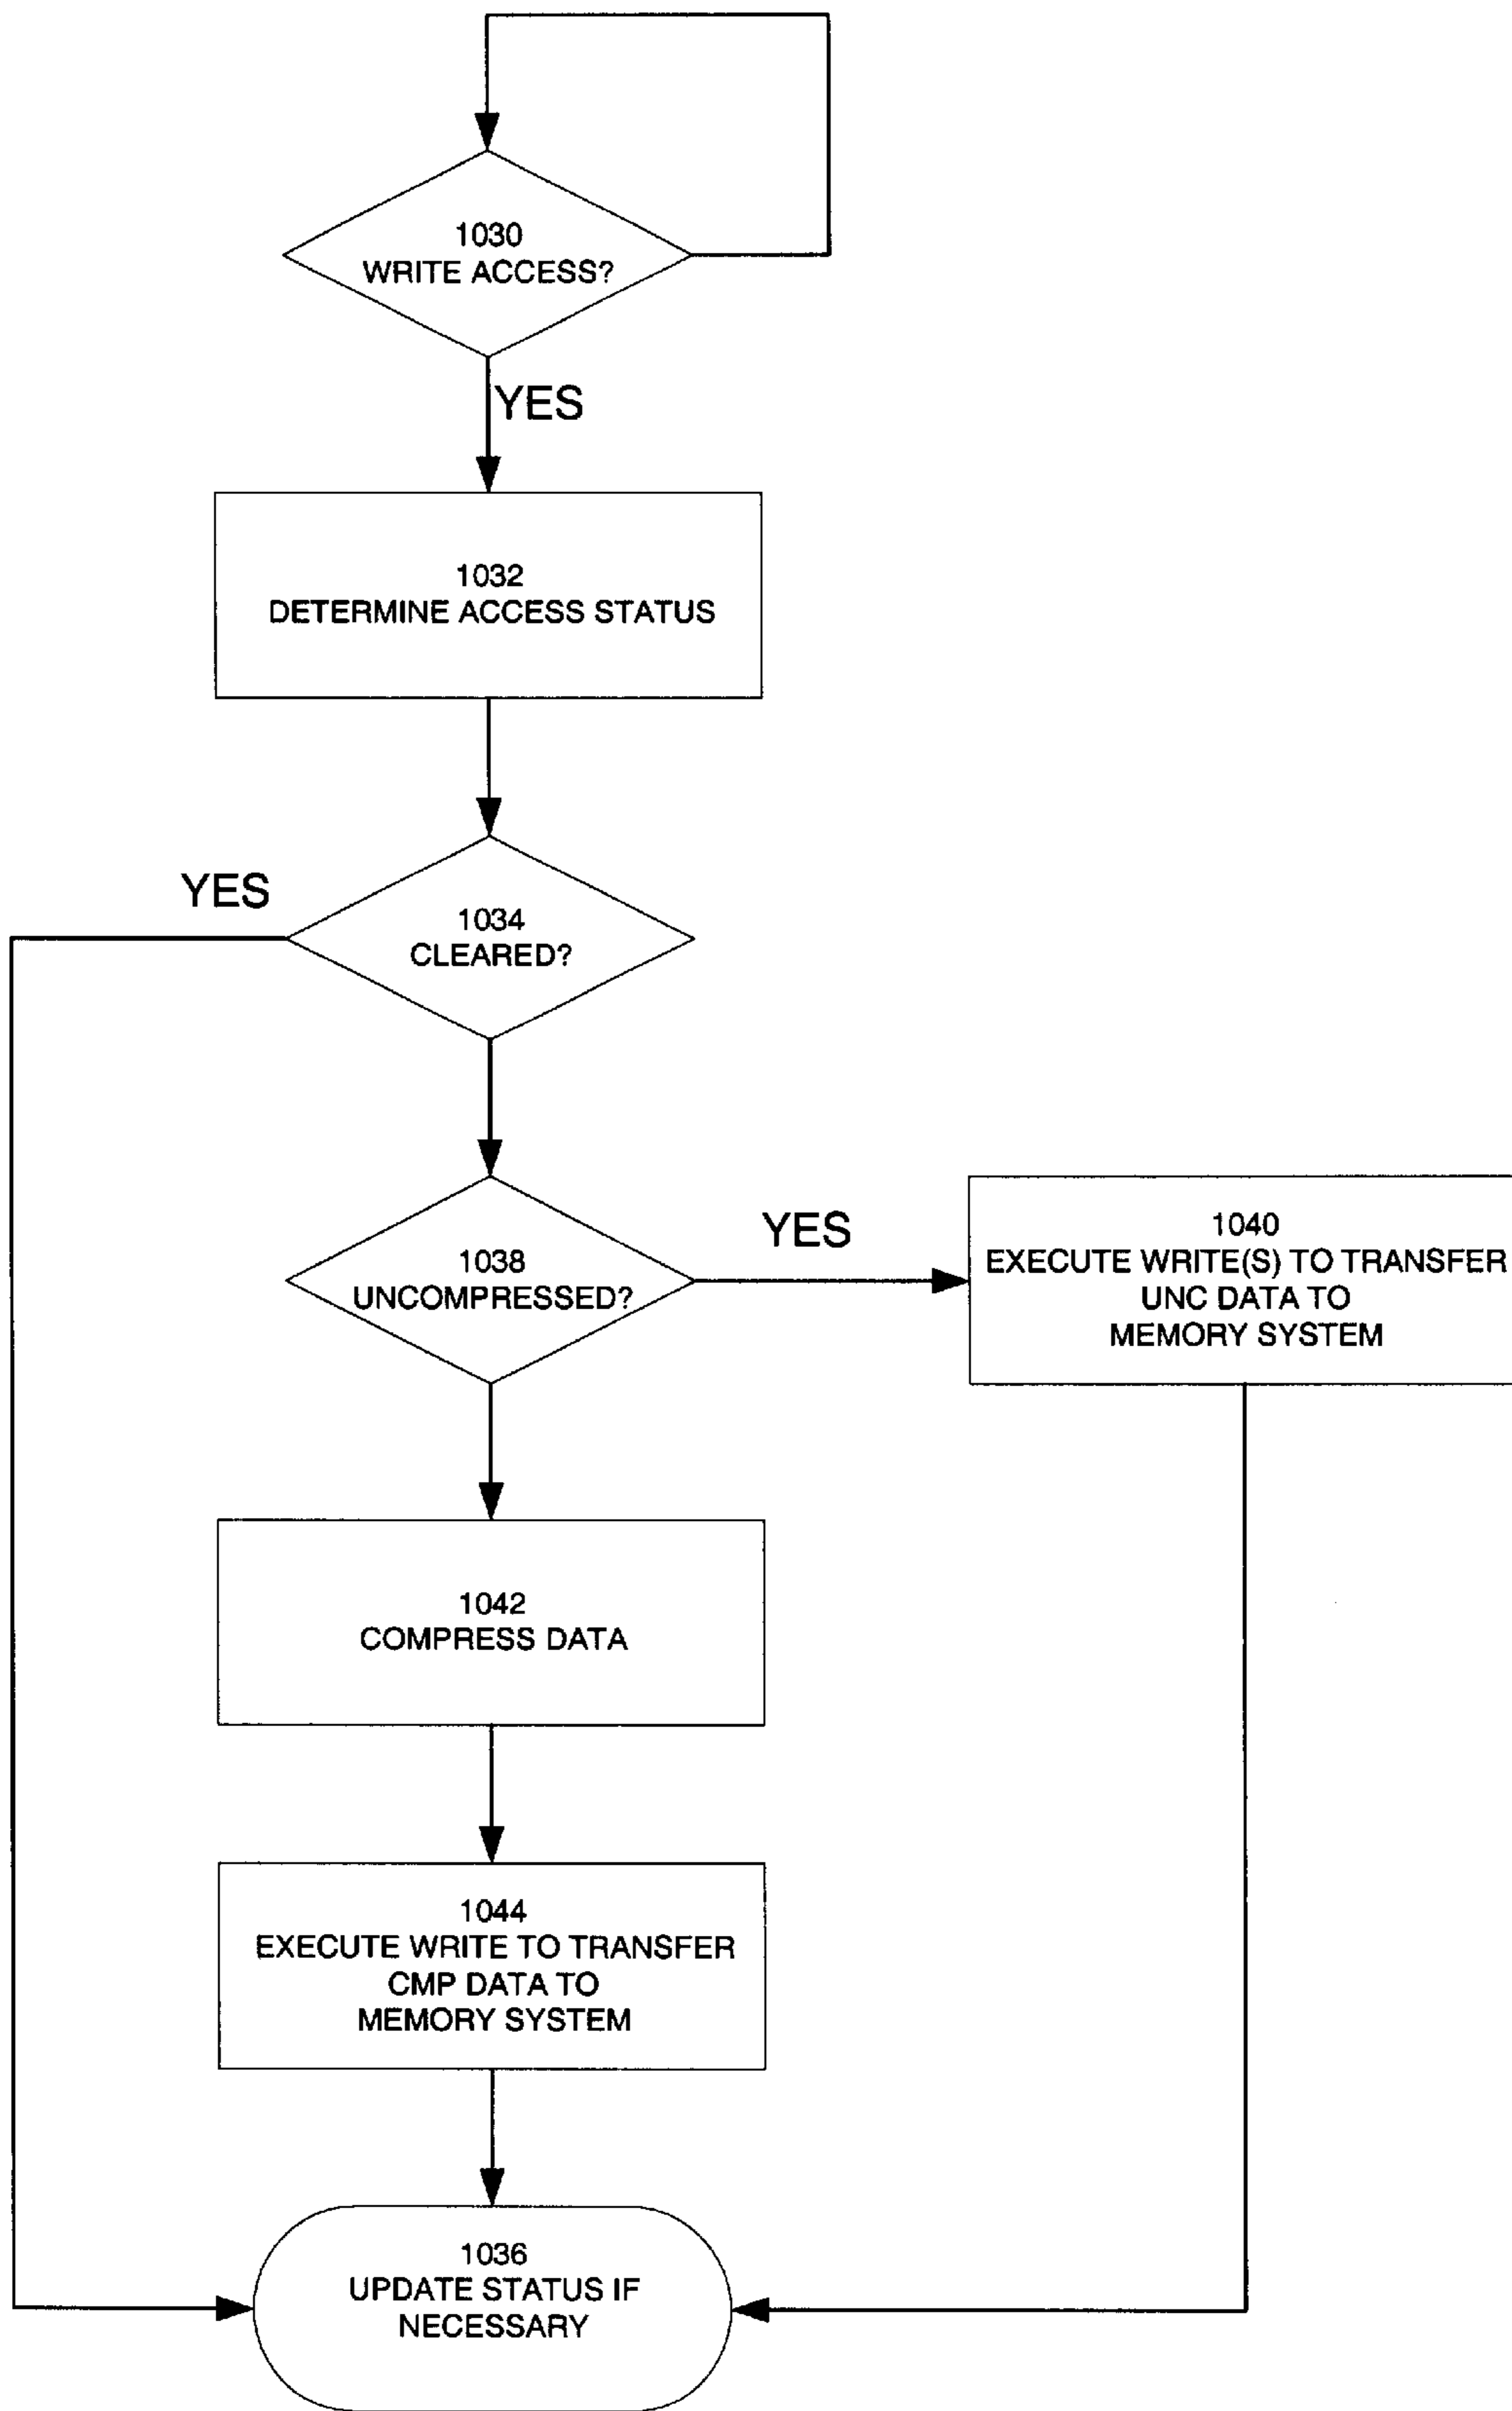 1030
WRITE ACCESS?
YES
1032
DETERMINE ACCESS STATUS
YES
1034
CLEARED?
1038
UNCOMPRESSED?
YES
1040
EXECUTE WRITE(S) TO TRANSFER
UNC DATA TO
MEMORY SYSTEM
1042
COMPRESS DATA
1044
EXECUTE WRITE TO TRANSFER
CMP DATA TO
MEMORY SYSTEM
1036
UPDATE STATUS IF
NECESSARY